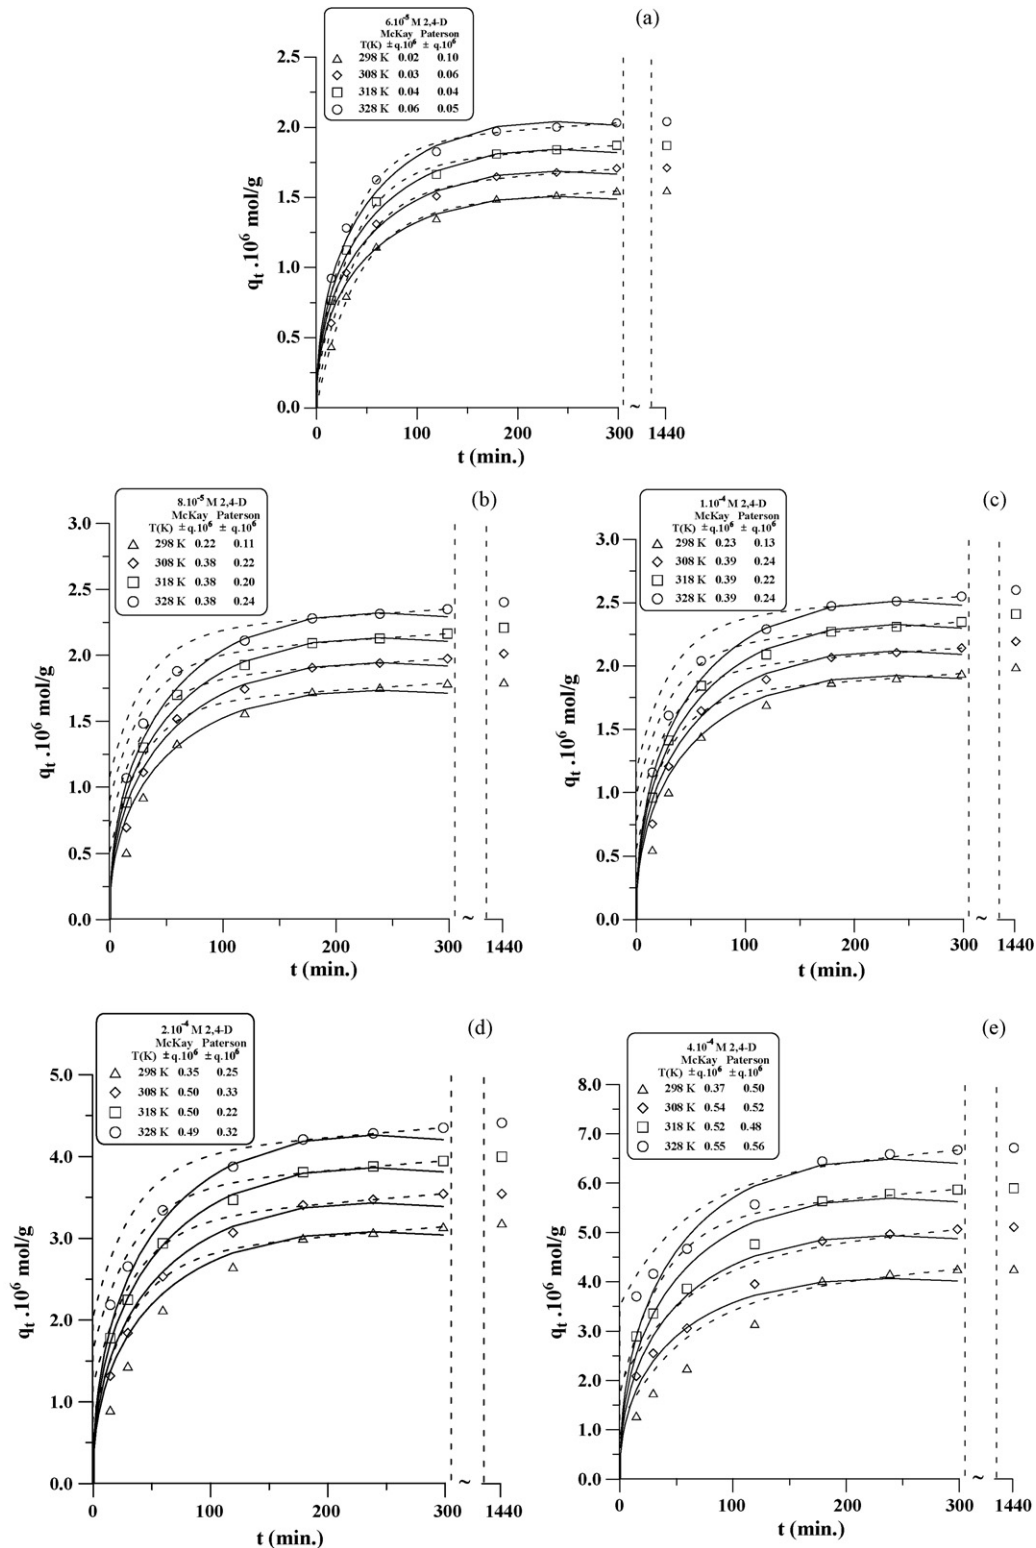 (a)
6.10⁻⁵ M 2,4-D
McKay Paterson
T(K) ± q.10⁶ ± q.10⁶
298 K 0.02 0.10
308 K 0.03 0.06
318 K 0.04 0.04
328 K 0.06 0.05
2.5
2.0
1.5
1.0
0.5
0.0
qₜ .10⁶ mol/g
0 100 200 300 ~ 1440
t (min.)
(b)
8.10⁻⁵ M 2,4-D
McKay Paterson
T(K) ± q.10⁶ ± q.10⁶
298 K 0.22 0.11
308 K 0.38 0.22
318 K 0.38 0.20
328 K 0.38 0.24
3.0
2.5
2.0
1.5
1.0
0.5
0.0
qₜ .10⁶ mol/g
0 100 200 300 ~ 1440
t (min.)
(c)
1.10⁻⁴ M 2,4-D
McKay Paterson
T(K) ± q.10⁶ ± q.10⁶
298 K 0.23 0.13
308 K 0.39 0.24
318 K 0.39 0.22
328 K 0.39 0.24
3.0
2.5
2.0
1.5
1.0
0.5
0.0
qₜ .10⁶ mol/g
0 100 200 300 ~ 1440
t (min.)
(d)
2.10⁻⁴ M 2,4-D
McKay Paterson
T(K) ± q.10⁶ ± q.10⁶
298 K 0.35 0.25
308 K 0.50 0.33
318 K 0.50 0.22
328 K 0.49 0.32
5.0
4.0
3.0
2.0
1.0
0.0
qₜ .10⁶ mol/g
0 100 200 300 ~ 1440
t (min.)
(e)
4.10⁻⁴ M 2,4-D
McKay Paterson
T(K) ± q.10⁶ ± q.10⁶
298 K 0.37 0.50
308 K 0.54 0.52
318 K 0.52 0.48
328 K 0.55 0.56
8.0
7.0
6.0
5.0
4.0
3.0
2.0
1.0
0.0
qₜ .10⁶ mol/g
0 100 200 300 ~ 1440
t (min.)